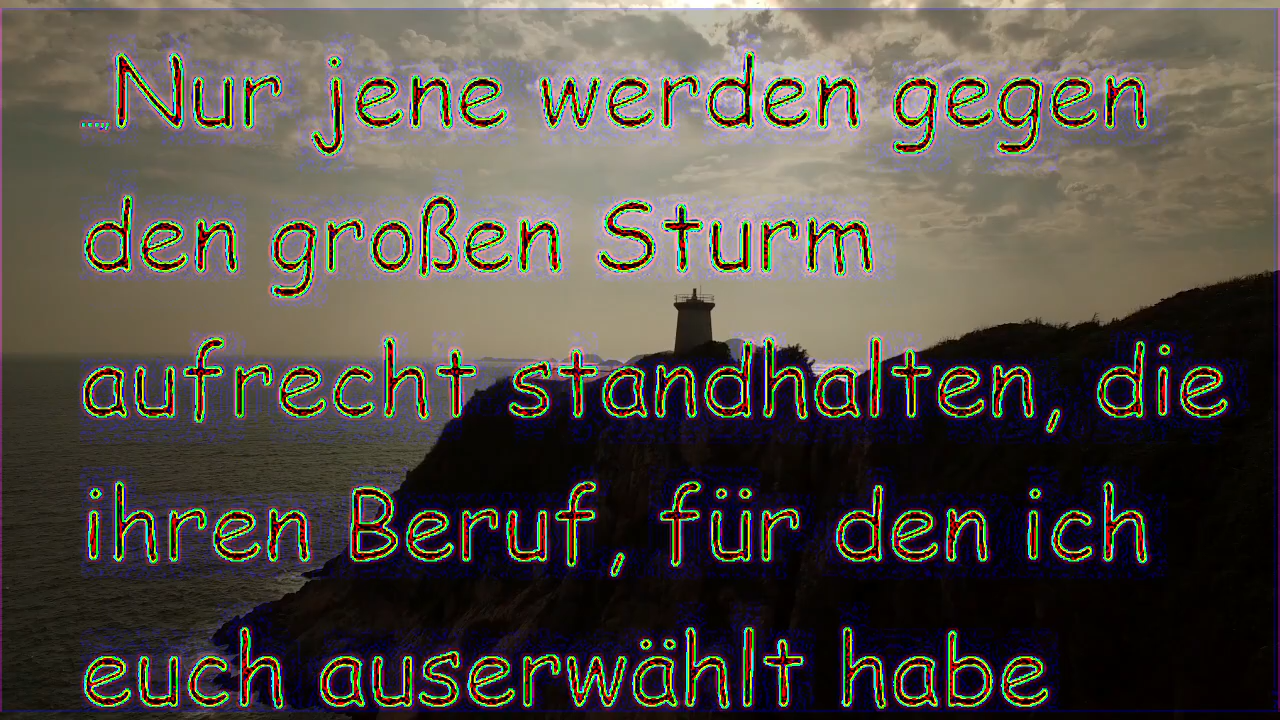 ...„Nur jene werden gegen
den großen Sturm
aufrecht standhalten, die
ihren Beruf, für den ich
euch auserwählt habe